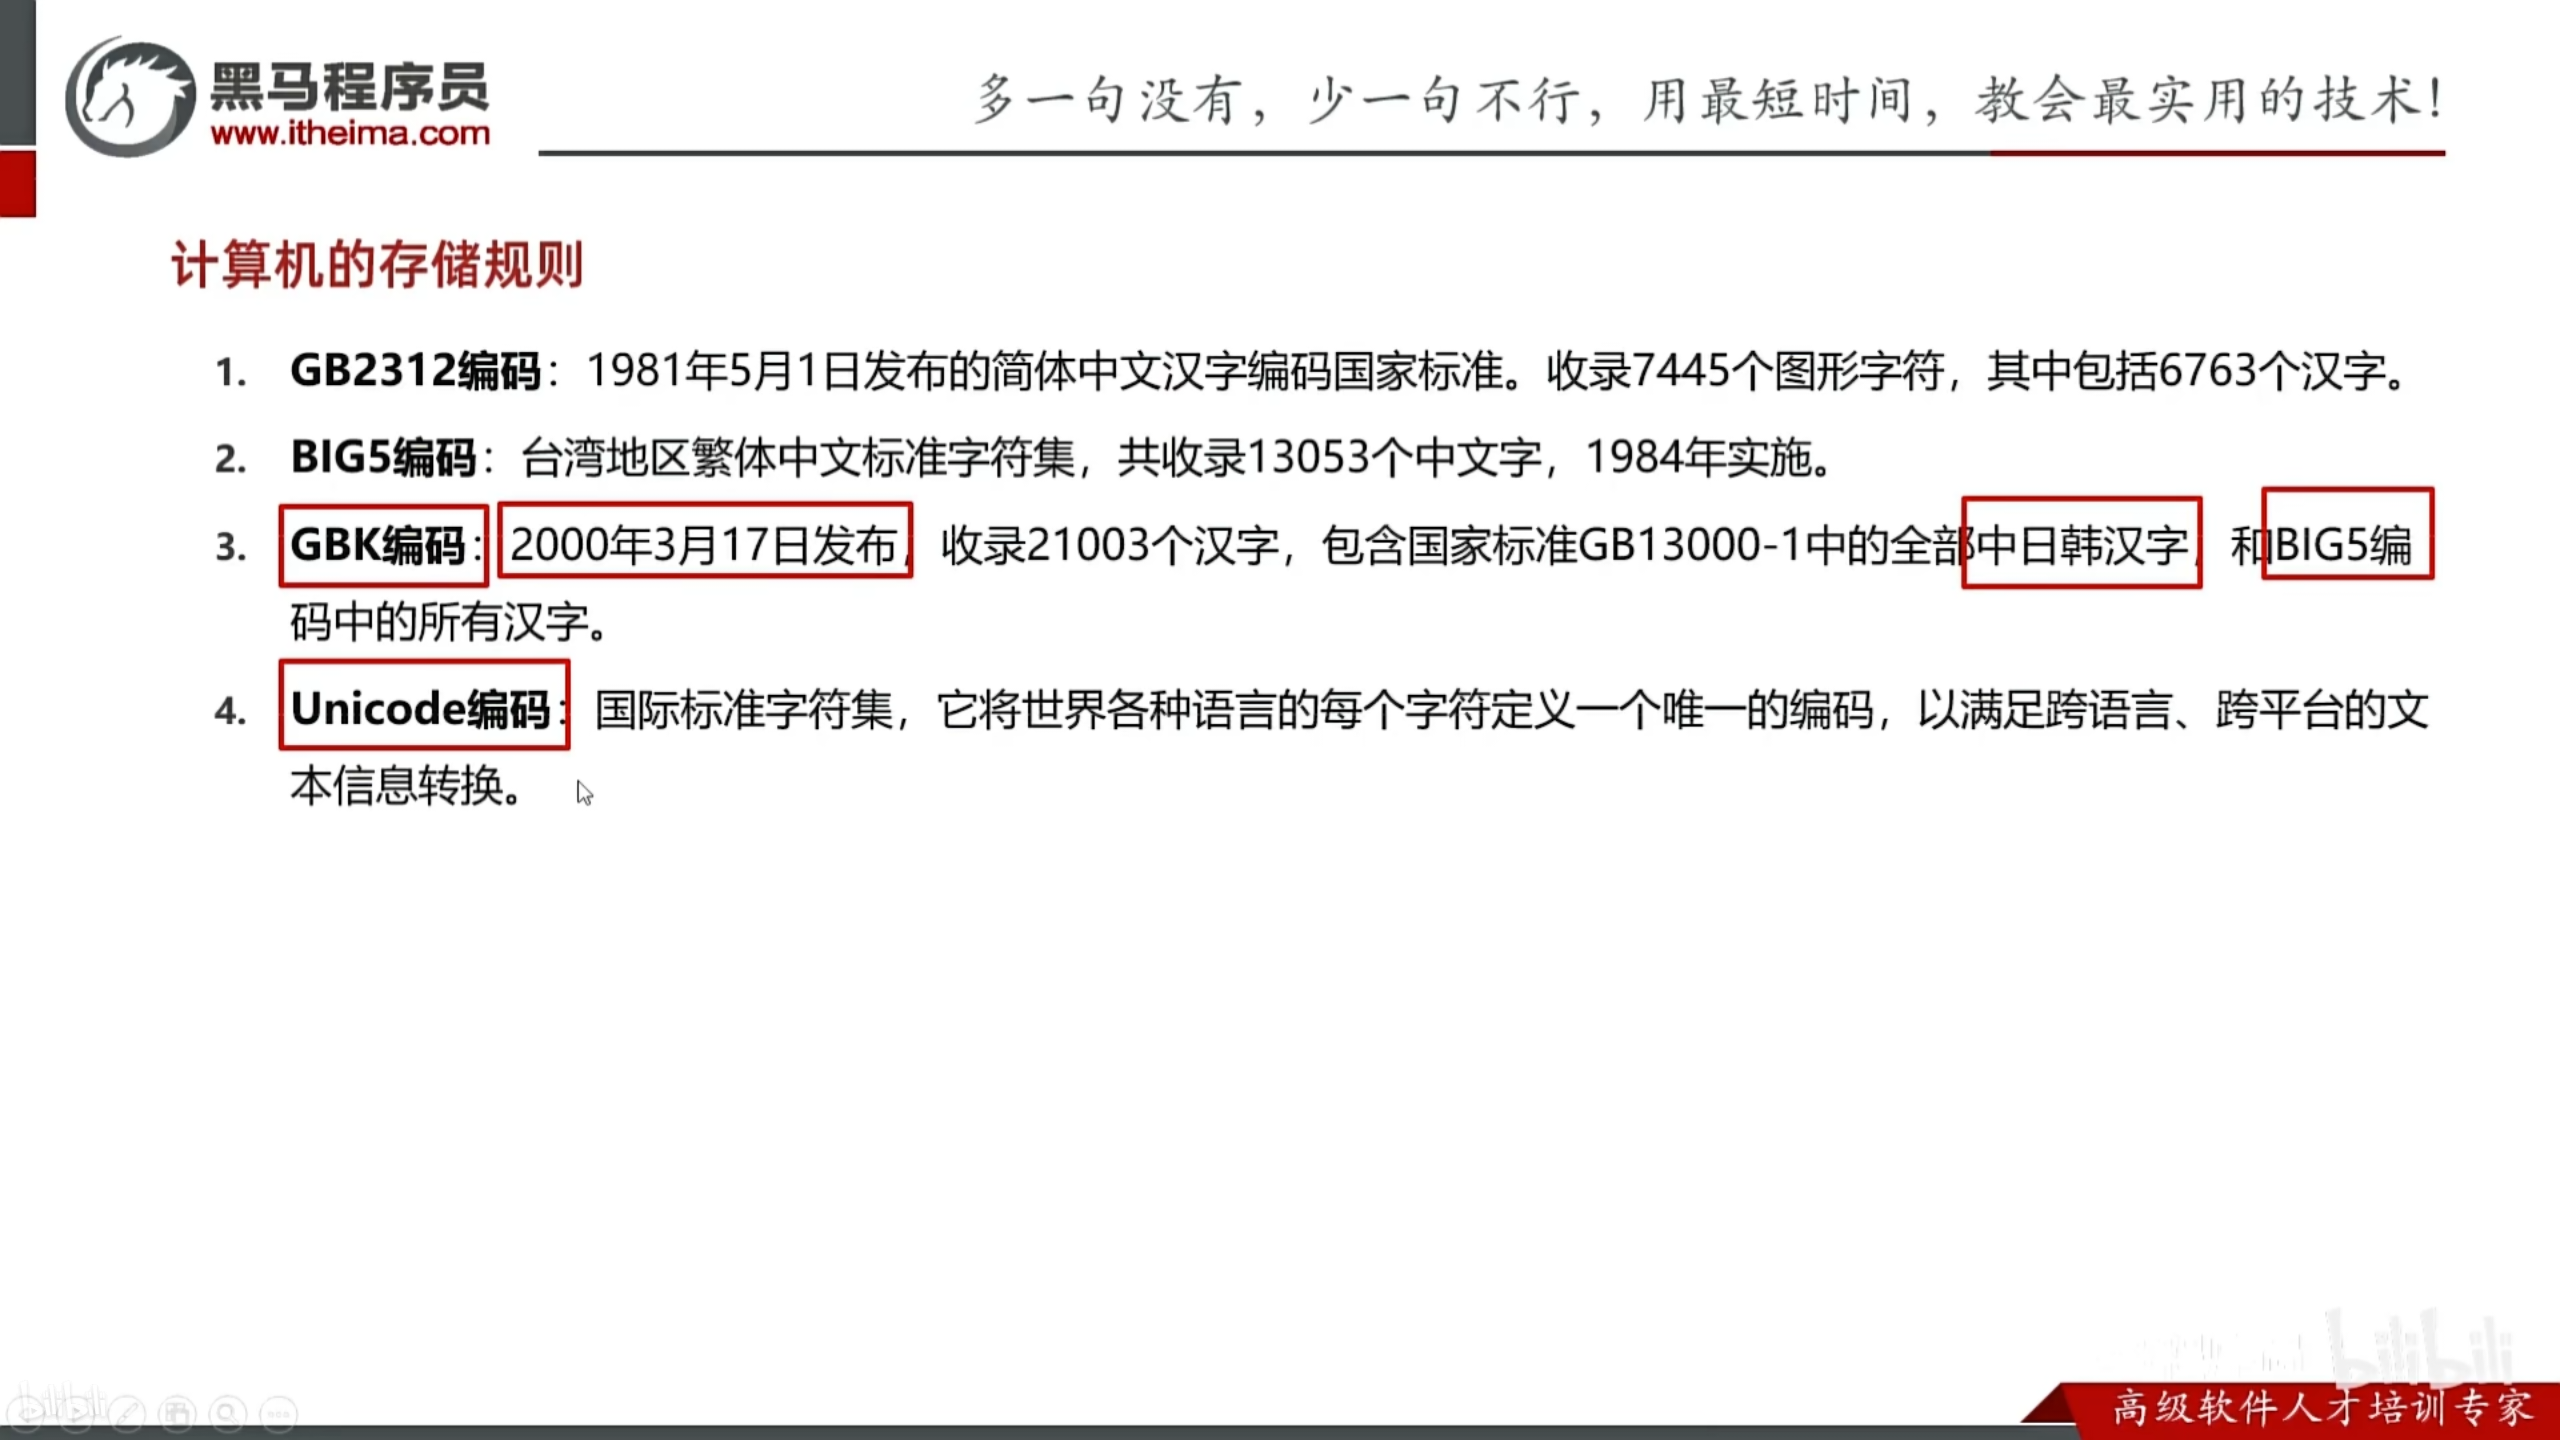 黑马程序员
www.itheima.com
多一句没有，少一句不行，用最短时间，教会最实用的技术！
计算机的存储规则
1. GB2312编码：1981年5月1日发布的简体中文汉字编码国家标准。收录7445个图形字符，其中包括6763个汉字。
2. BIG5编码：台湾地区繁体中文标准字符集，共收录13053个中文字，1984年实施。
3. GBK编码：2000年3月17日发布，收录21003个汉字，包含国家标准GB13000-1中的全部中日韩汉字，和BIG5编
码中的所有汉字。
4. Unicode编码：国际标准字符集，它将世界各种语言的每个字符定义一个唯一的编码，以满足跨语言、跨平台的文
本信息转换。
bilibili
高级软件人才培训专家